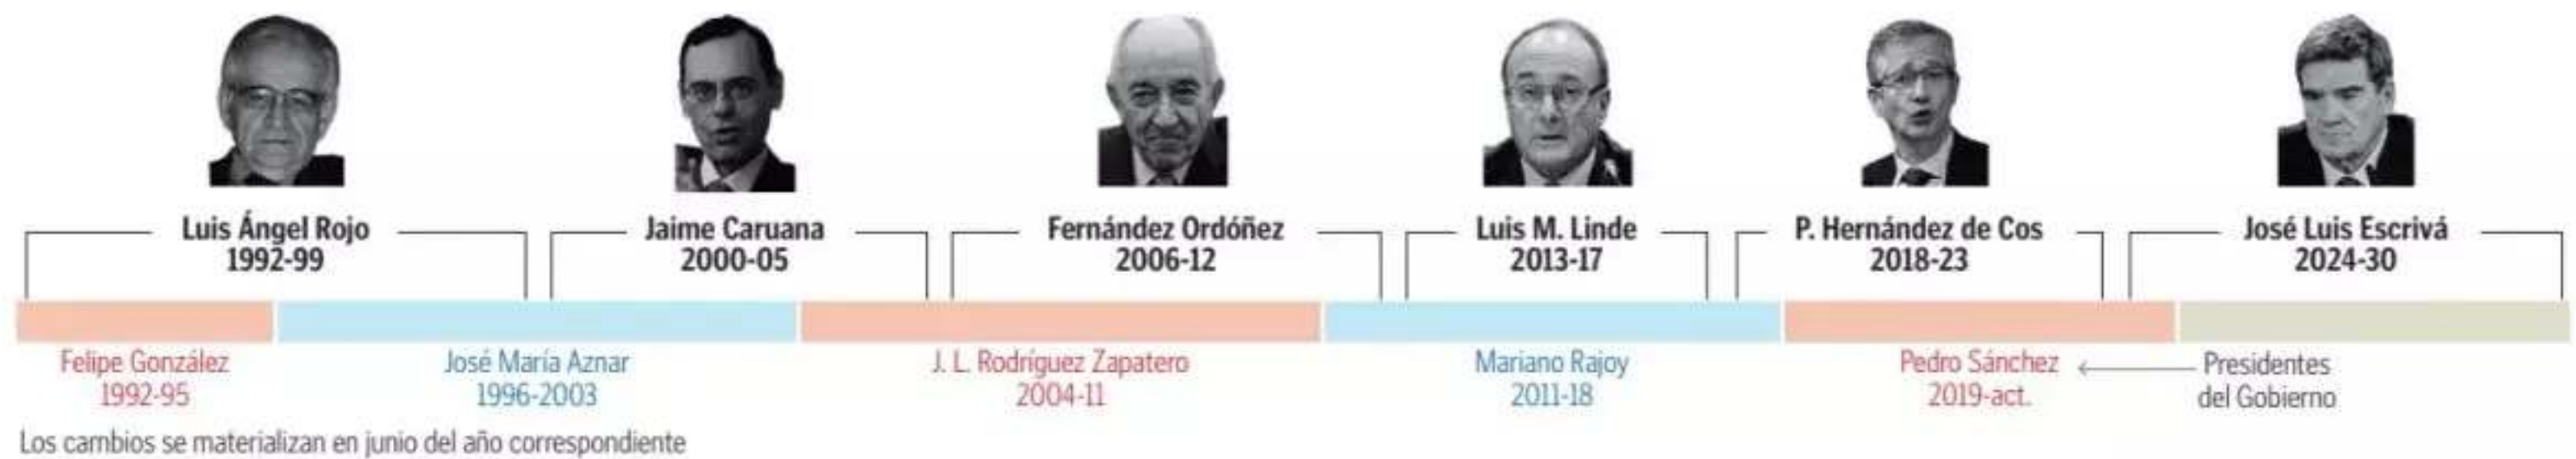 Luis Ángel Rojo
1992-99
Jaime Caruana
2000-05
Fernández Ordóñez
2006-12
Luis M. Linde
2013-17
P. Hernández de Cos
2018-23
José Luis Escrivá
2024-30
Felipe González
1992-95
José María Aznar
1996-2003
J. L. Rodríguez Zapatero
2004-11
Mariano Rajoy
2011-18
Pedro Sánchez
2019-act.
Presidentes
del Gobierno
Los cambios se materializan en junio del año correspondiente